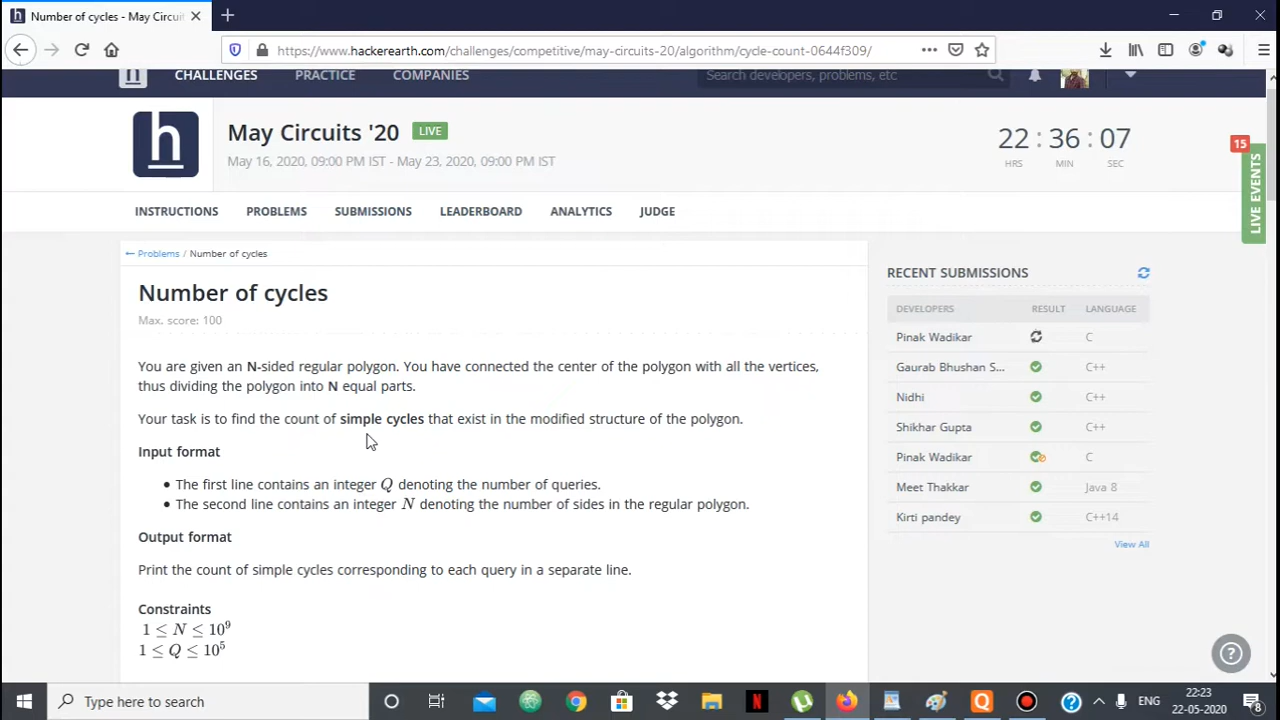 Number of cycles - May Circuit
https://www.hackerearth.com/challenges/competitive/may-circuits-20/algorithm/cycle-count-0644f309/
CHALLENGES PRACTICE COMPANIES Search developers, problems, etc
May Circuits '20 LIVE
May 16, 2020, 09:00 PM IST - May 23, 2020, 09:00 PM IST
22 : 36 : 07
HRS MIN SEC
15
LIVE EVENTS
INSTRUCTIONS PROBLEMS SUBMISSIONS LEADERBOARD ANALYTICS JUDGE
← Problems / Number of cycles
Number of cycles
Max. score: 100
You are given an N-sided regular polygon. You have connected the center of the polygon with all the vertices,
thus dividing the polygon into N equal parts.
Your task is to find the count of simple cycles that exist in the modified structure of the polygon.
Input format
• The first line contains an integer Q denoting the number of queries.
• The second line contains an integer N denoting the number of sides in the regular polygon.
Output format
Print the count of simple cycles corresponding to each query in a separate line.
Constraints
1 ≤ N ≤ 10⁹
1 ≤ Q ≤ 10⁵
RECENT SUBMISSIONS
DEVELOPERS RESULT LANGUAGE
Pinak Wadikar C
Gaurab Bhushan S... C++
Nidhi C++
Shikhar Gupta C++
Pinak Wadikar C
Meet Thakkar Java 8
Kirti pandey C++14
View All
Type here to search
ENG
22:23
22-05-2020
8